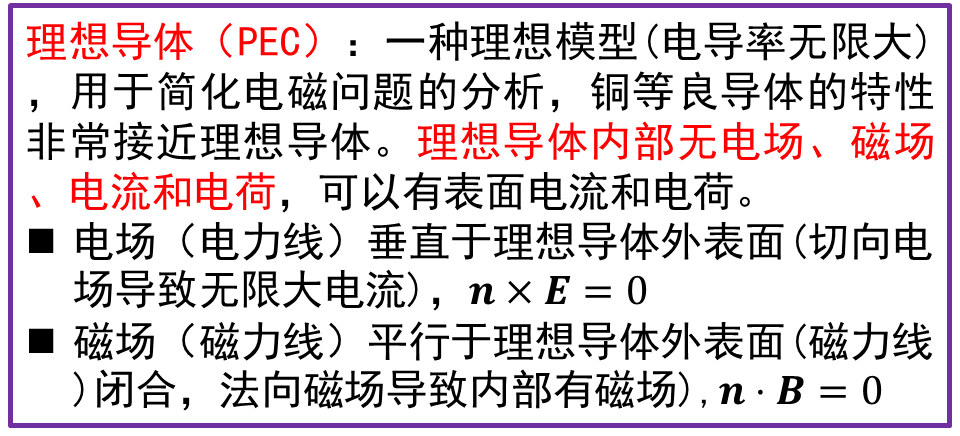 理想导体（PEC）：一种理想模型(电导率无限大)
，用于简化电磁问题的分析，铜等良导体的特性
非常接近理想导体。理想导体内部无电场、磁场
、电流和电荷，可以有表面电流和电荷。
■ 电场（电力线）垂直于理想导体外表面(切向电
场导致无限大电流)，n × E = 0
■ 磁场（磁力线）平行于理想导体外表面(磁力线
)闭合，法向磁场导致内部有磁场),n · B = 0